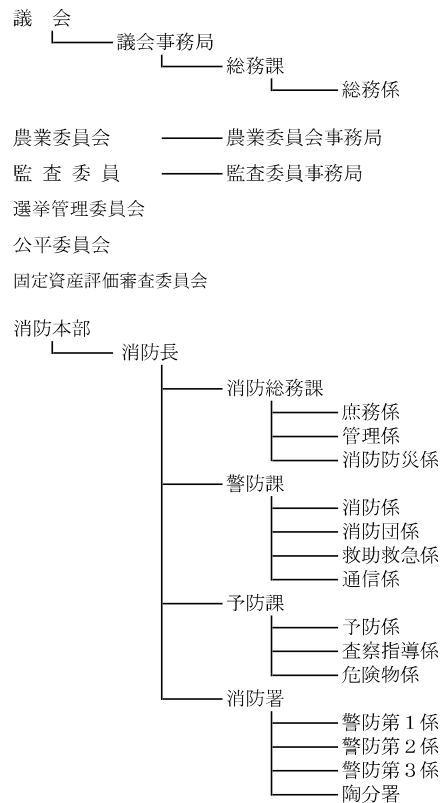 議　会
議会事務局
総務課
総務係
農業委員会 農業委員会事務局
監 査 委 員 監査委員事務局
選挙管理委員会
公平委員会
固定資産評価審査委員会
消防本部
消防長
消防総務課
庶務係
管理係
消防防災係
警防課
消防係
消防団係
救助救急係
通信係
予防課
予防係
査察指導係
危険物係
消防署
警防第１係
警防第２係
警防第３係
陶分署